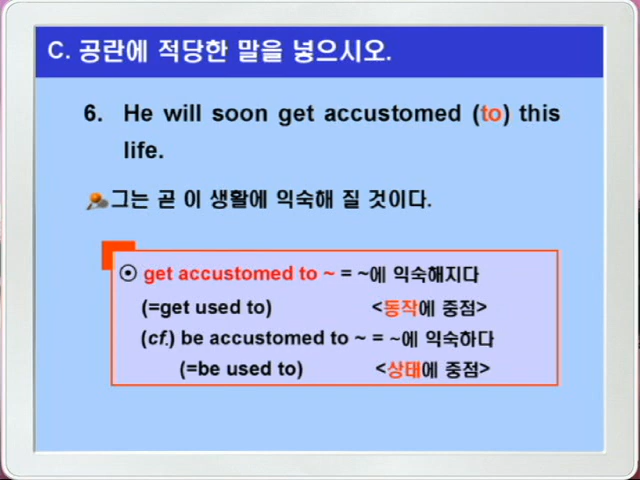 C. 공란에 적당한 말을 넣으시오.
6. He will soon get accustomed (to) this
life.
그는 곧 이 생활에 익숙해 질 것이다.
⊙ get accustomed to ~ = ~에 익숙해지다
(=get used to) <동작에 중점>
(cf.) be accustomed to ~ = ~에 익숙하다
(=be used to) <상태에 중점>